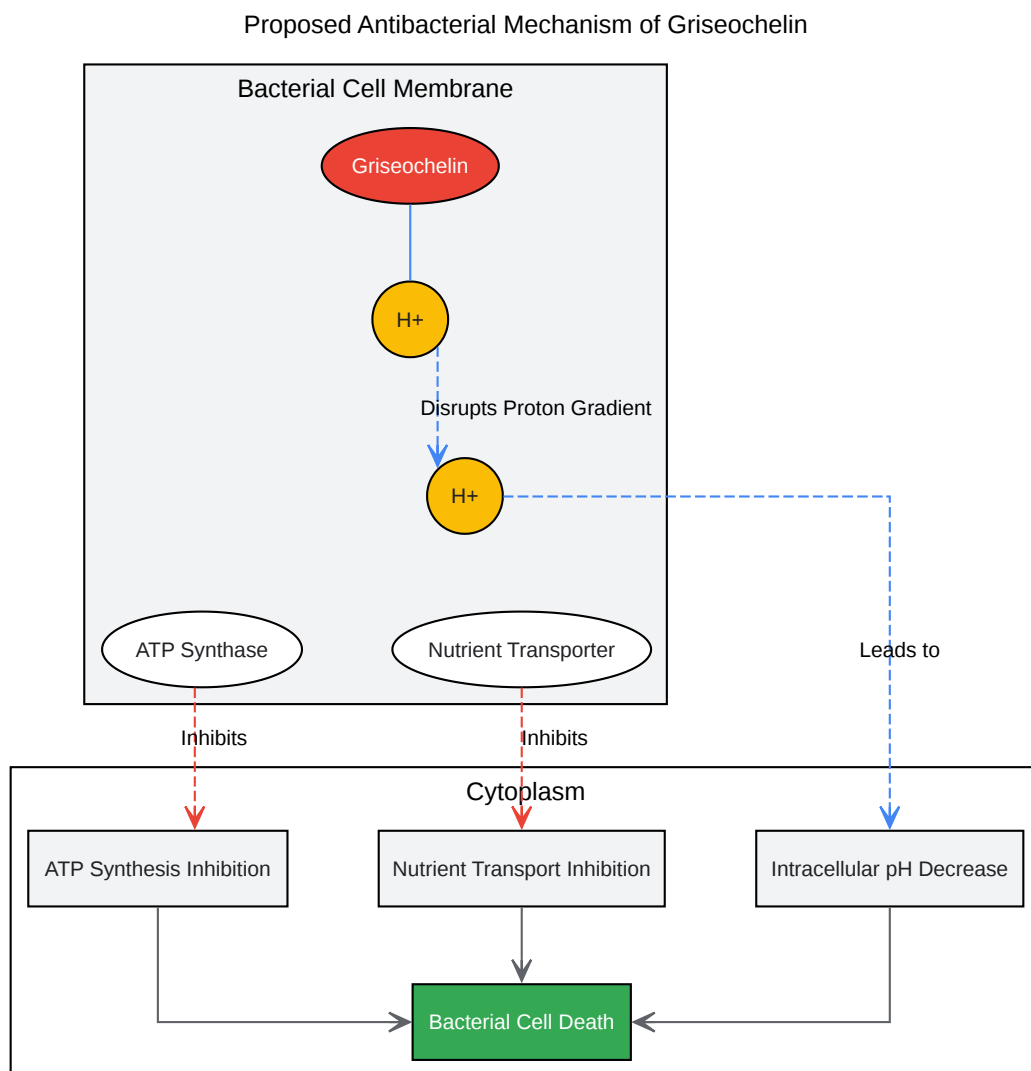 Proposed Antibacterial Mechanism of Griseochelin
Bacterial Cell Membrane
Griseochelin
H+
Disrupts Proton Gradient
H+
ATP Synthase
Nutrient Transporter
Leads to
Inhibits
Inhibits
Cytoplasm
ATP Synthesis Inhibition
Nutrient Transport Inhibition
Intracellular pH Decrease
Bacterial Cell Death